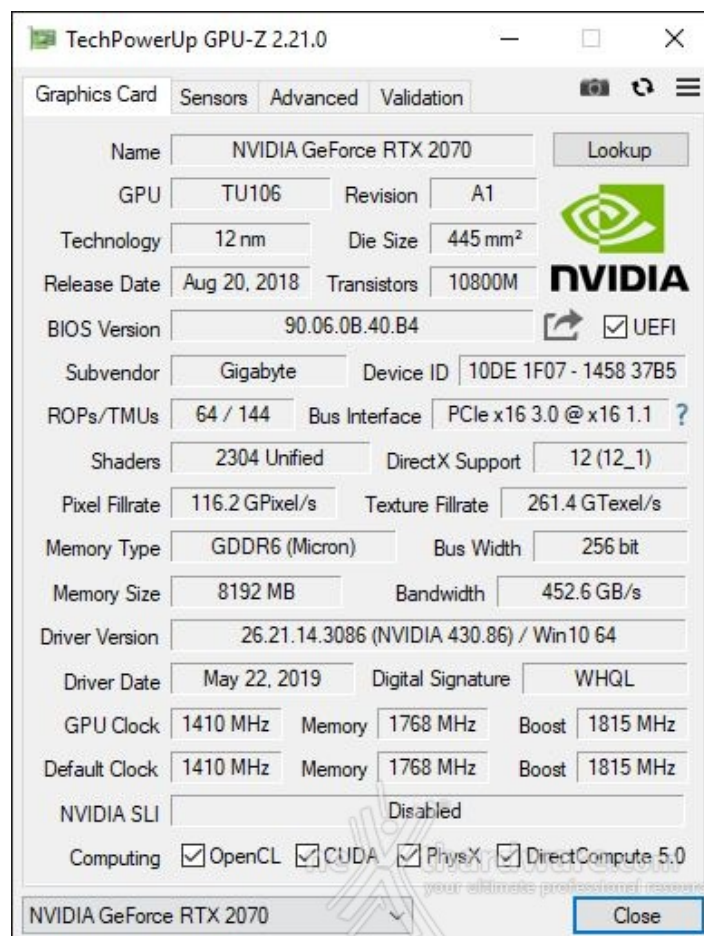 TechPowerUp GPU-Z 2.21.0
Graphics Card Sensors Advanced Validation
Name NVIDIA GeForce RTX 2070 Lookup
GPU TU106 Revision A1
Technology 12 nm Die Size 445 mm²
Release Date Aug 20, 2018 Transistors 10800M
NVIDIA
BIOS Version 90.06.0B.40.B4 UEFI
Subvendor Gigabyte Device ID 10DE 1F07 - 1458 37B5
ROPs/TMUs 64 / 144 Bus Interface PCIe x16 3.0 @ x16 1.1 ?
Shaders 2304 Unified DirectX Support 12 (12_1)
Pixel Fillrate 116.2 GPixel/s Texture Fillrate 261.4 GTexel/s
Memory Type GDDR6 (Micron) Bus Width 256 bit
Memory Size 8192 MB Bandwidth 452.6 GB/s
Driver Version 26.21.14.3086 (NVIDIA 430.86) / Win10 64
Driver Date May 22, 2019 Digital Signature WHQL
GPU Clock 1410 MHz Memory 1768 MHz Boost 1815 MHz
Default Clock 1410 MHz Memory 1768 MHz Boost 1815 MHz
NVIDIA SLI Disabled
Computing OpenCL CUDA PhysX DirectCompute 5.0
your ultimate professional resource
NVIDIA GeForce RTX 2070 Close